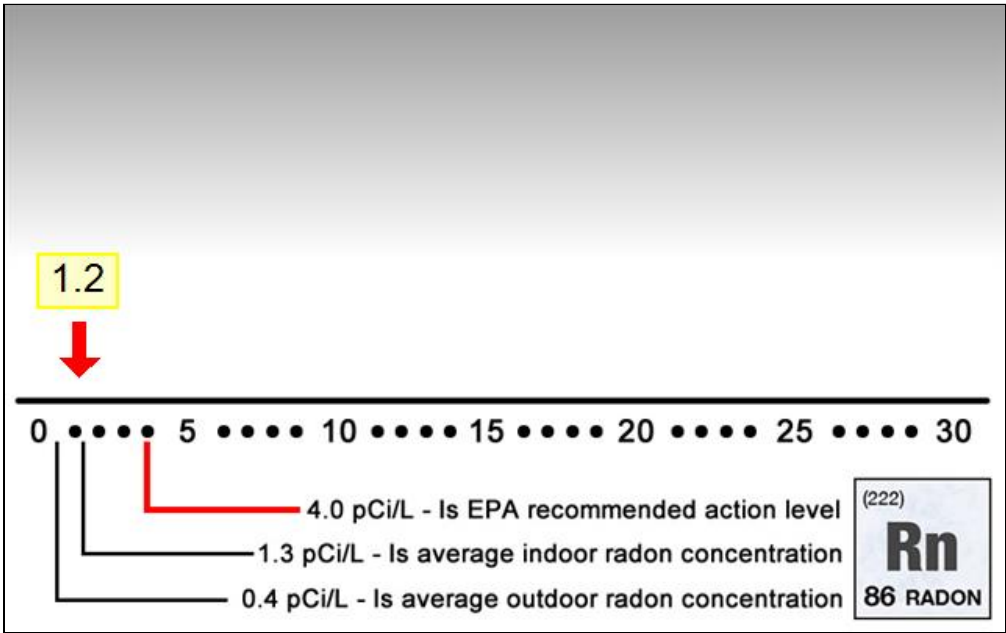 1.2
0 •••• 5 •••• 10 •••• 15 •••• 20 •••• 25 •••• 30
4.0 pCi/L - Is EPA recommended action level
1.3 pCi/L - Is average indoor radon concentration
0.4 pCi/L - Is average outdoor radon concentration
(222)
Rn
86 RADON